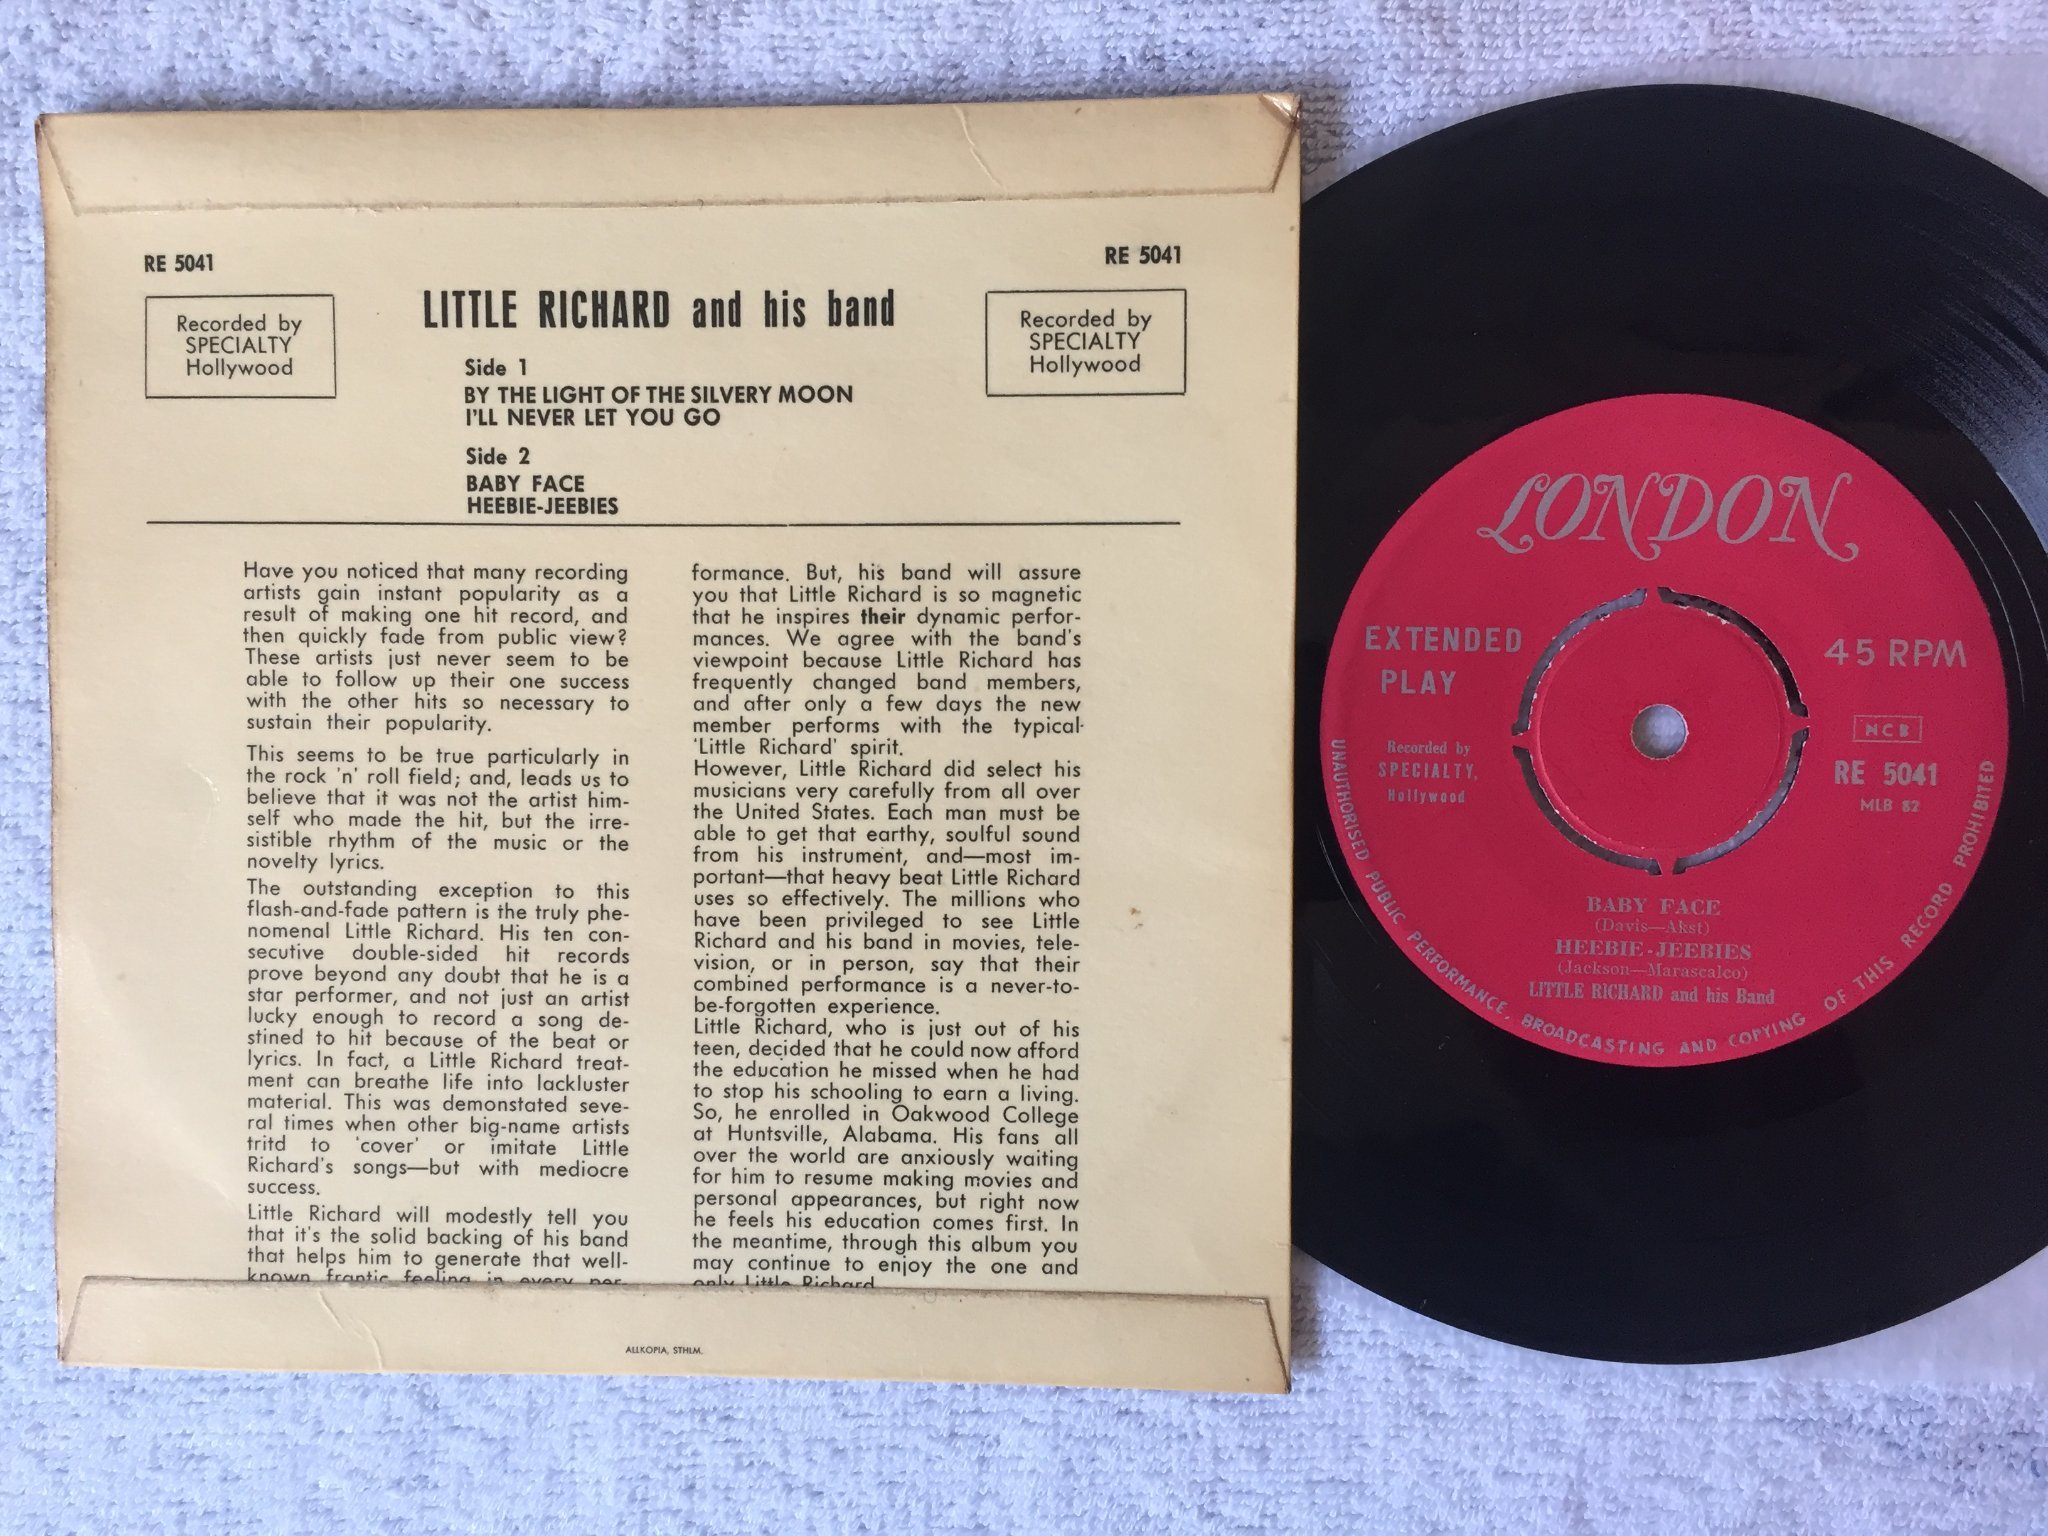 RE 5041
RE 5041
Recorded by
SPECIALTY
Hollywood
LITTLE RICHARD and his band
Recorded by
SPECIALTY
Hollywood
Side 1
BY THE LIGHT OF THE SILVERY MOON
I'LL NEVER LET YOU GO
Side 2
BABY FACE
HEEBIE-JEEBIES
Have you noticed that many recording
artists gain instant popularity as a
result of making one hit record, and
then quickly fade from public view?
These artists just never seem to be
able to follow up their one success
with the other hits so necessary to
sustain their popularity.
This seems to be true particularly in
the rock 'n' roll field; and, leads us to
believe that it was not the artist him-
self who made the hit, but the irre-
sistible rhythm of the music or the
novelty lyrics.
The outstanding exception to this
flash-and-fade pattern is the truly phe-
nomenal Little Richard. His ten con-
secutive double-sided hit records
prove beyond any doubt that he is a
star performer, and not just an artist
lucky enough to record a song de-
stined to hit because of the beat or
lyrics. In fact, a Little Richard treat-
ment can breathe life into lackluster
material. This was demonstated seve-
ral times when other big-name artists
tritd to 'cover' or imitate Little
Richard's songs—but with mediocre
success.
Little Richard will modestly tell you
that it's the solid backing of his band
that helps him to generate that well-
known frantic feeling in every per-
formance. But, his band will assure
you that Little Richard is so magnetic
that he inspires their dynamic perfor-
mances. We agree with the band's
viewpoint because Little Richard has
frequently changed band members,
and after only a few days the new
member performs with the typical
'Little Richard' spirit.
However, Little Richard did select his
musicians very carefully from all over
the United States. Each man must be
able to get that earthy, soulful sound
from his instrument, and—most im-
portant—that heavy beat Little Richard
uses so effectively. The millions who
have been privileged to see Little
Richard and his band in movies, tele-
vision, or in person, say that their
combined performance is a never-to-
be-forgotten experience.
Little Richard, who is just out of his
teen, decided that he could now afford
the education he missed when he had
to stop his schooling to earn a living.
So, he enrolled in Oakwood College
at Huntsville, Alabama. His fans all
over the world are anxiously waiting
for him to resume making movies and
personal appearances, but right now
he feels his education comes first. In
the meantime, through this album you
may continue to enjoy the one and
only Little Richard.
ALLKOPIA, STHLM.
LONDON
EXTENDED
PLAY
45 RPM
Recorded by
SPECIALTY,
Hollywood
NCB
RE 5041
MLB 82
BABY FACE
(Davis—Akst)
HEEBIE-JEEBIES
(Jackson—Marascalco)
LITTLE RICHARD and his Band
UNAUTHORISED PUBLIC PERFORMANCE, BROADCASTING AND COPYING OF THIS RECORD PROHIBITED